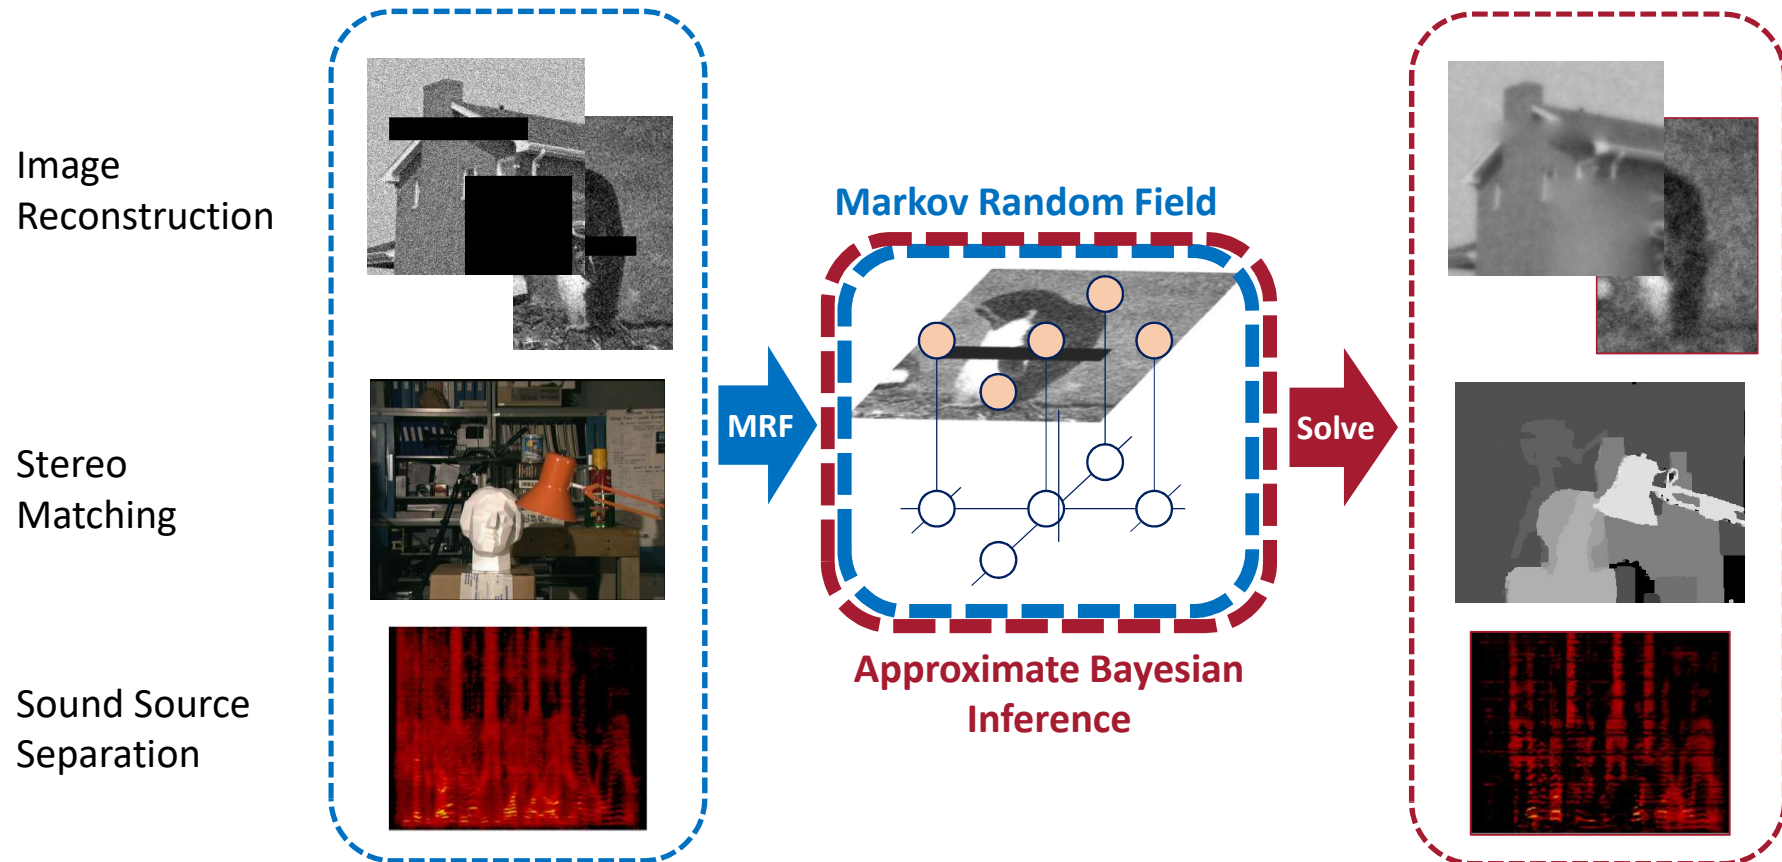 Image
Reconstruction
Markov Random Field
MRF
Solve
Stereo
Matching
Approximate Bayesian
Inference
Sound Source
Separation